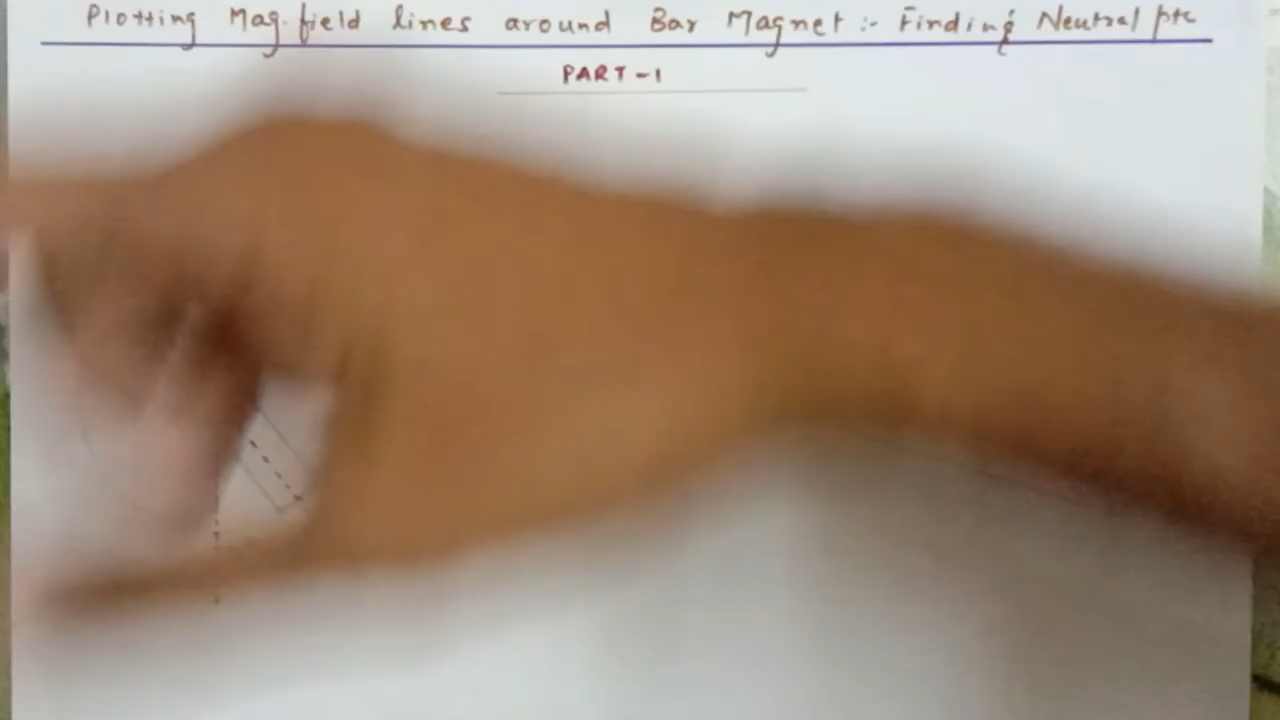 Plotting Mag. field lines around Bar Magnet :- Finding Neutral pts
PART-1